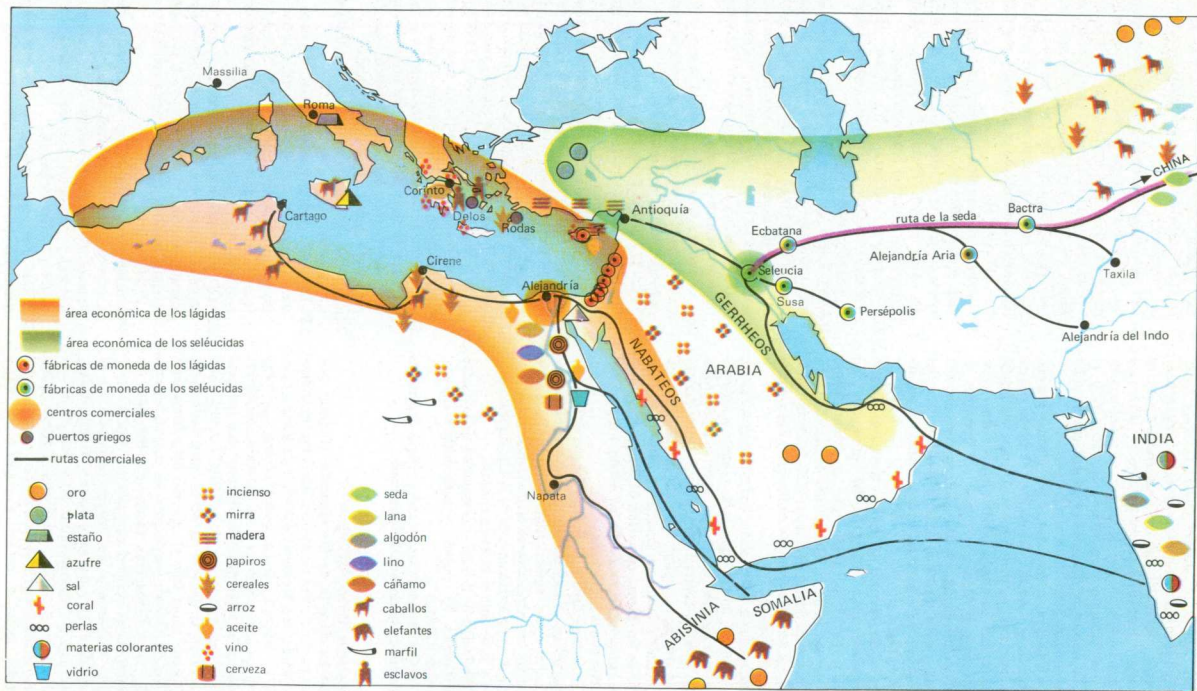 Massilia
Roma
Corinto
Delos
Rodas
Cartago
Cirene
Alejandría
Antioquía
Seleucia
Ecbatana
Susa
Persépolis
ruta de la seda
Bactra
CHINA
Alejandría Aria
Taxila
Alejandría del Indo
GERRHEOS
NABATEOS
ARABIA
INDIA
Napata
ABISINIA
SOMALIA
área económica de los lágidas
área económica de los seléucidas
fábricas de moneda de los lágidas
fábricas de moneda de los seléucidas
centros comerciales
puertos griegos
rutas comerciales
oro
plata
estaño
azufre
sal
coral
perlas
materias colorantes
vidrio
incienso
mirra
madera
papiros
cereales
arroz
aceite
vino
cerveza
seda
lana
algodón
lino
cáñamo
caballos
elefantes
marfil
esclavos